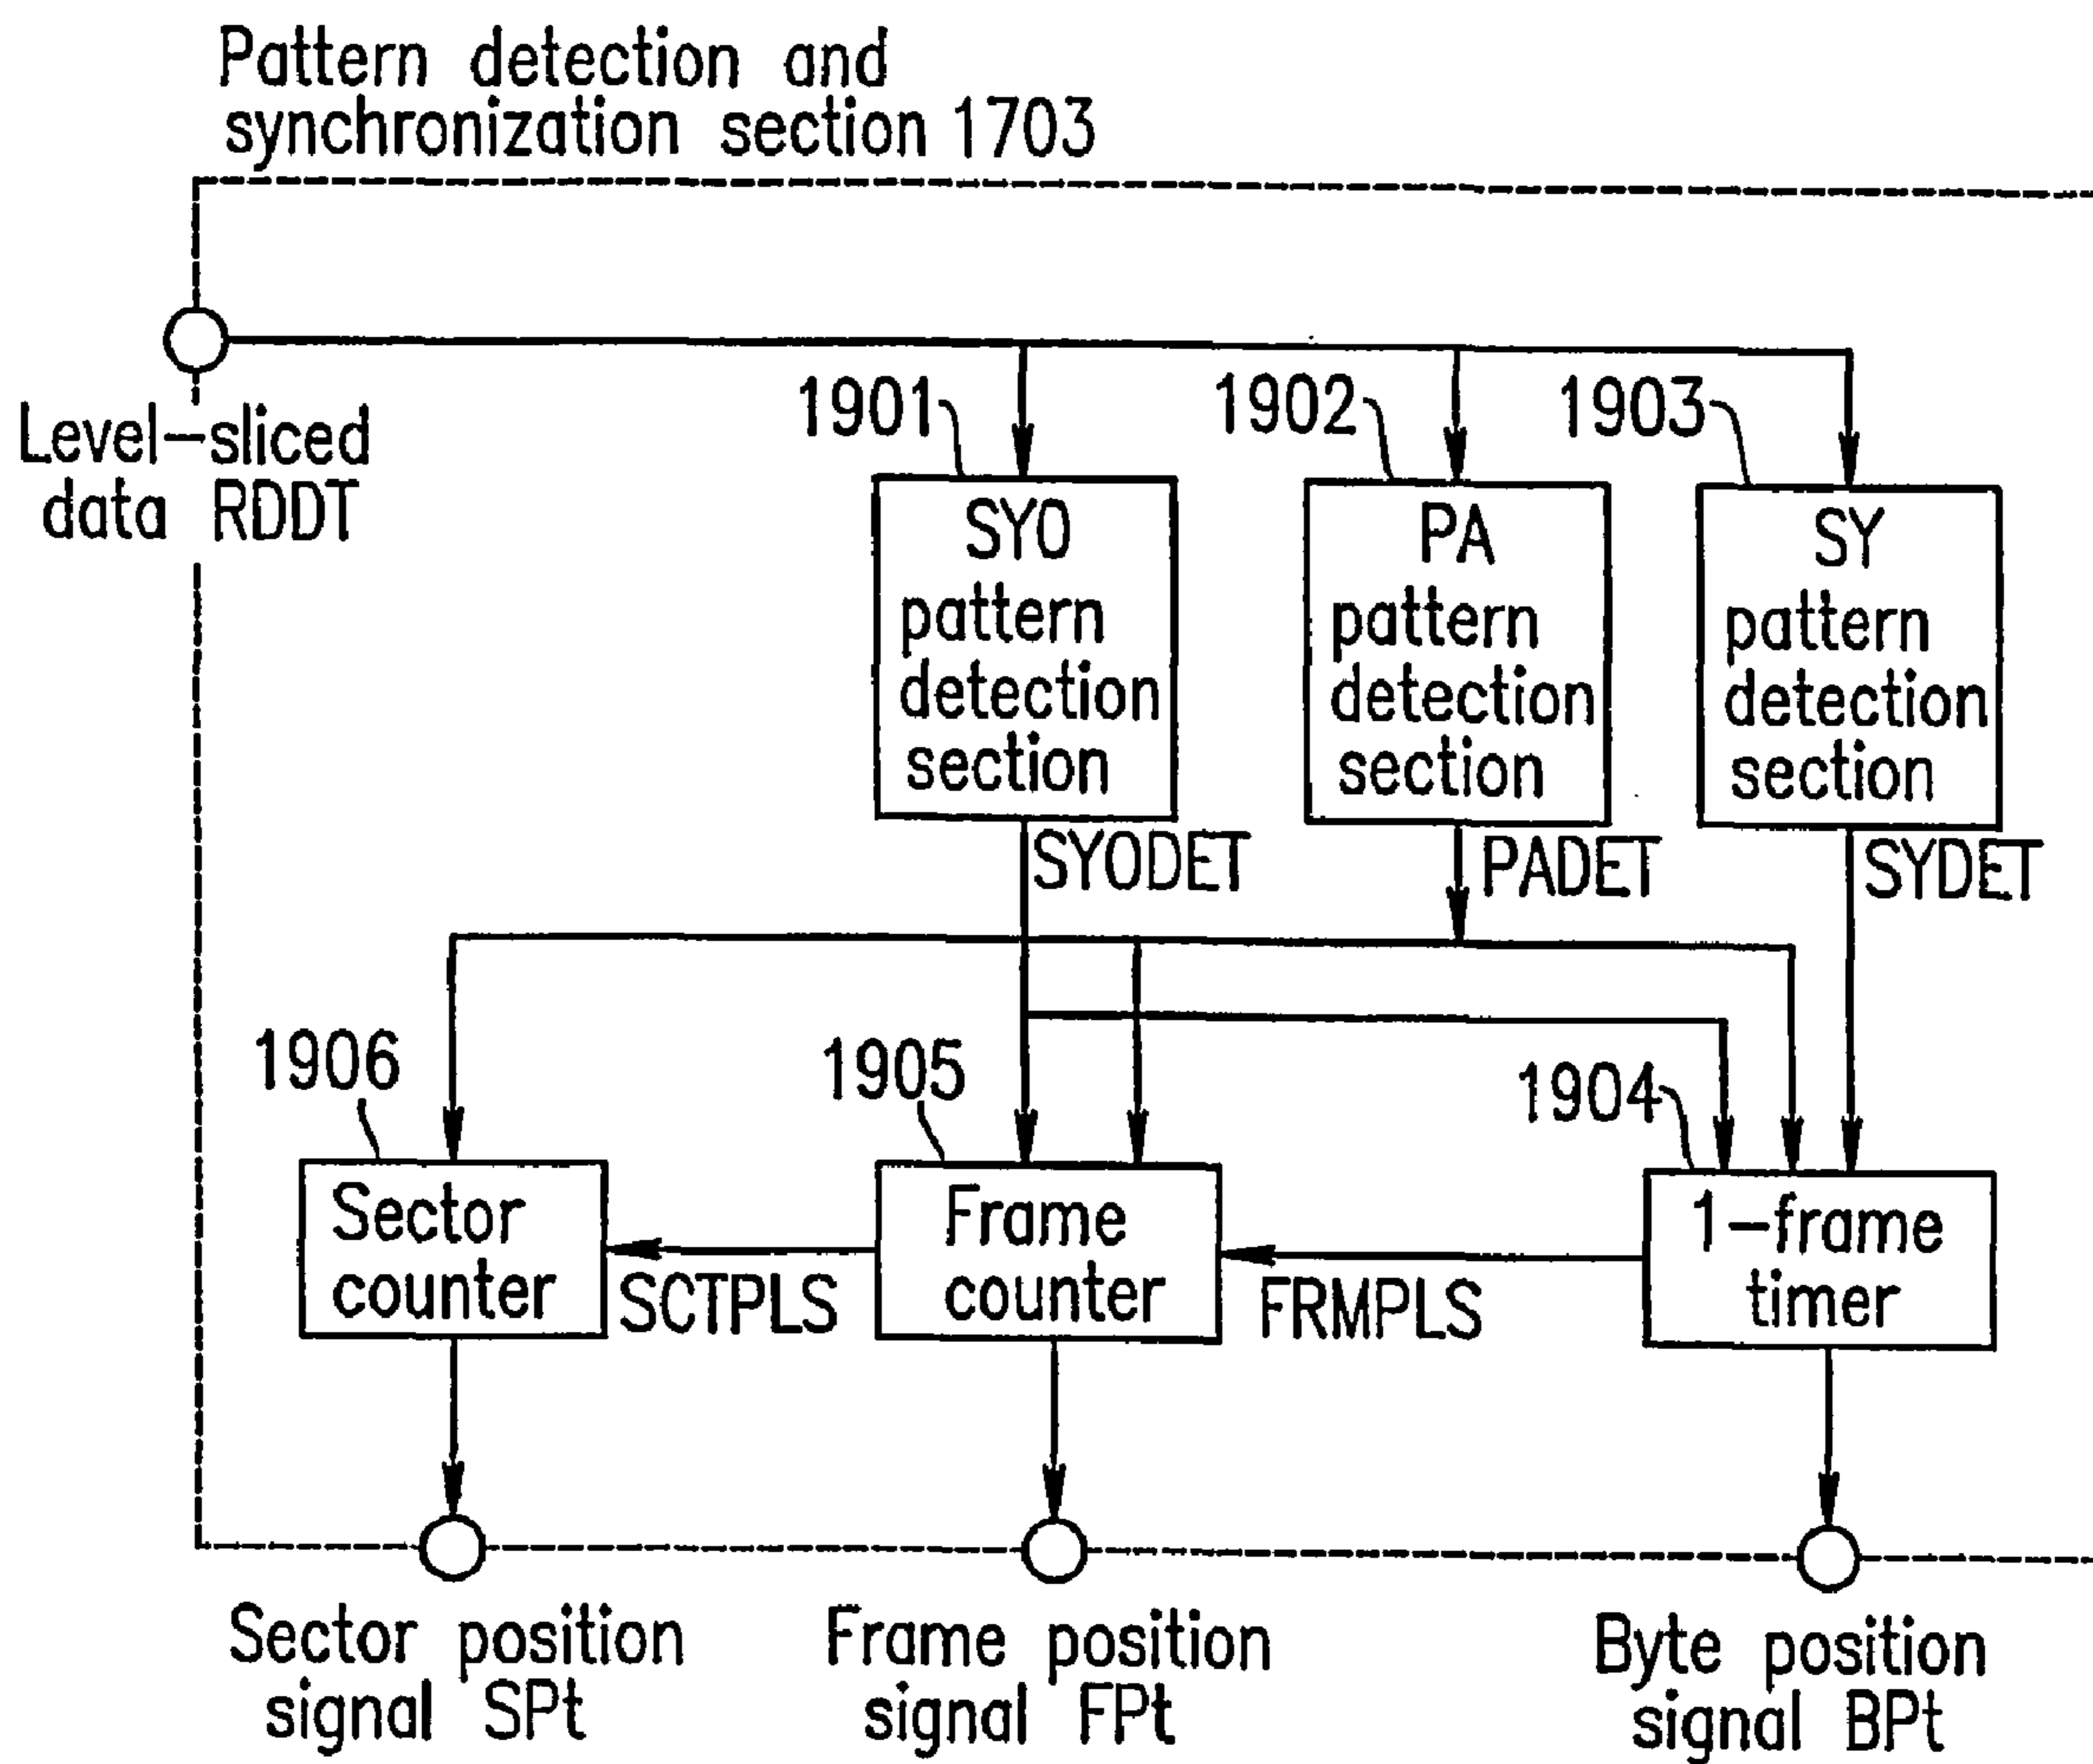 Pattern detection and
synchronization section 1703
Level-sliced
data RDDT
1901
1902
1903
SYO
pattern
detection
section
PA
pattern
detection
section
SY
pattern
detection
section
SYODET
PADET
SYDET
1906
1905
1904
Sector
counter
SCTPLS
Frame
counter
FRMPLS
1-frame
timer
Sector position
signal SPt
Frame position
signal FPt
Byte position
signal BPt